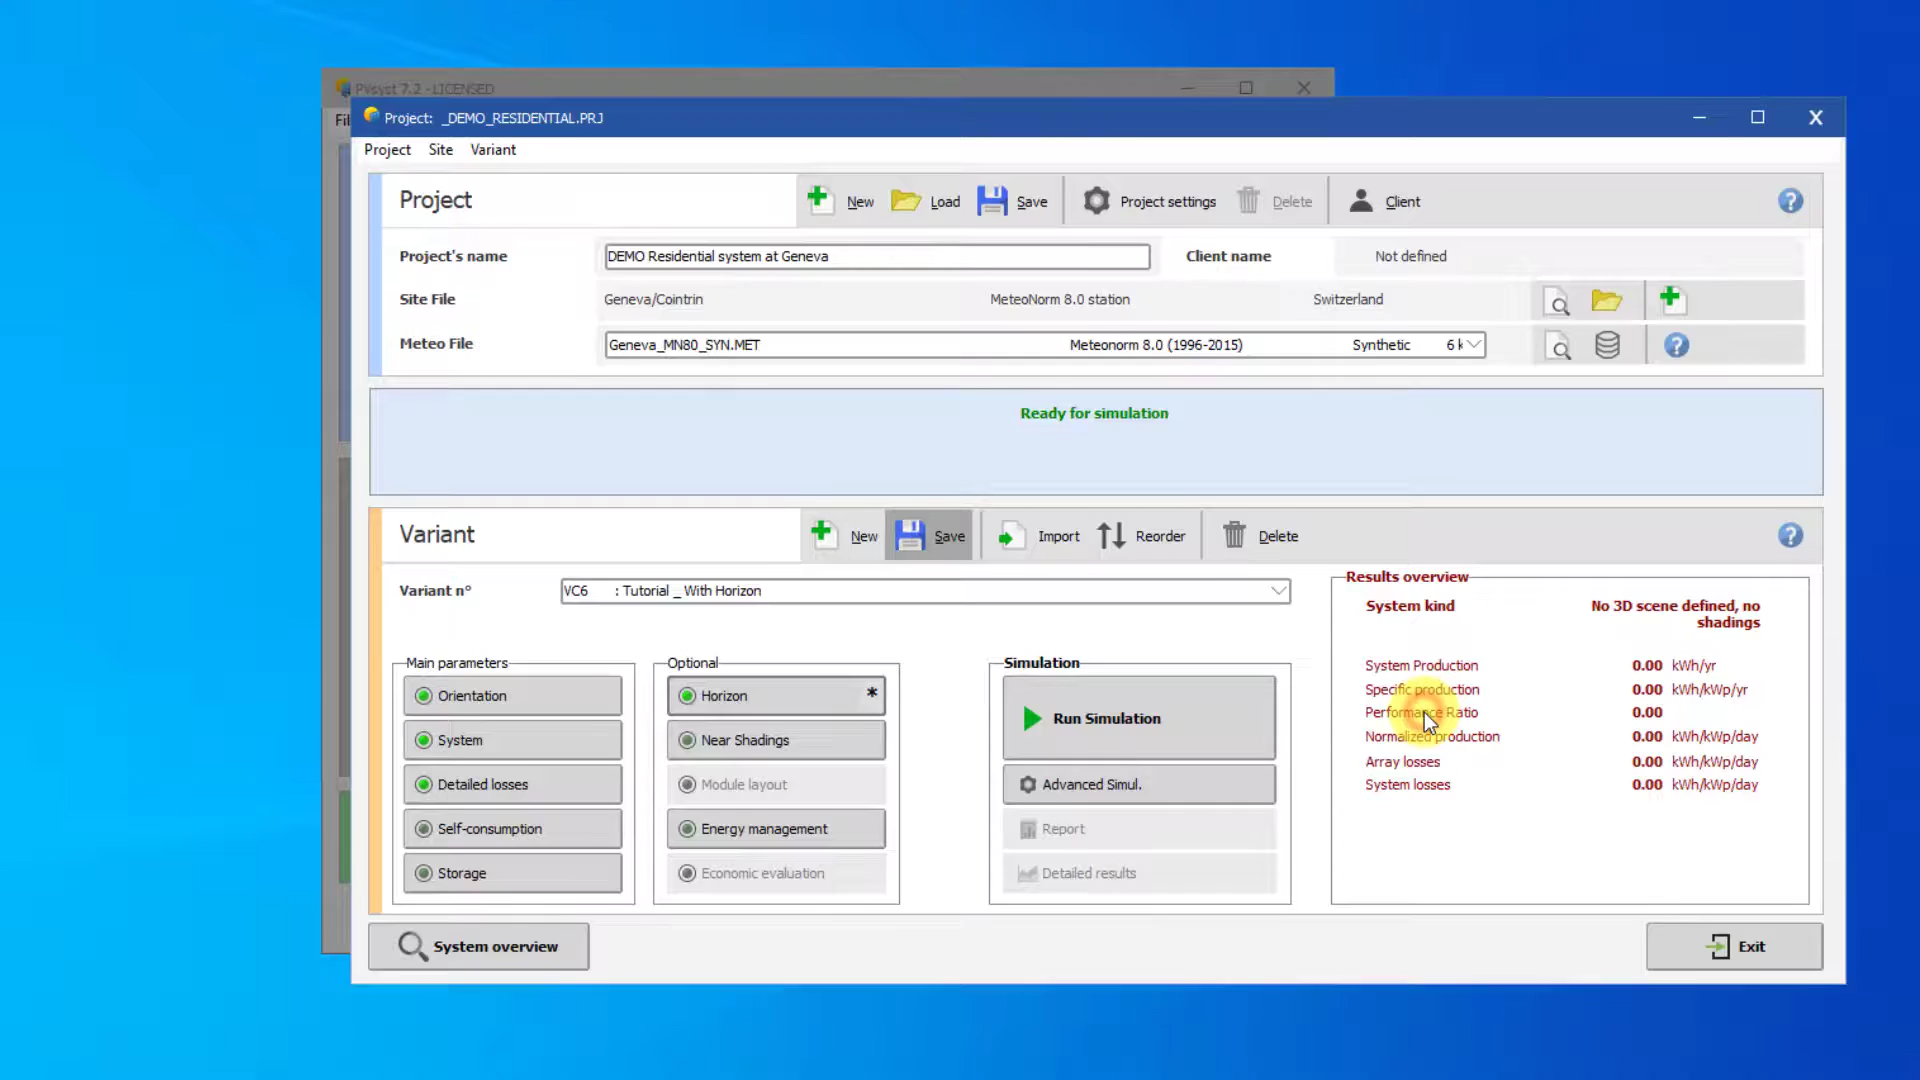 PVsyst 7.2 - LICENSED
Fil
Project: _DEMO_RESIDENTIAL.PRJ
Project Site Variant
Project New Load Save Project settings Delete Client
Project's name DEMO Residential system at Geneva Client name Not defined
Site File Geneva/Cointrin MeteoNorm 8.0 station Switzerland
Meteo File Geneva_MN80_SYN.MET Meteonorm 8.0 (1996-2015) Synthetic 6 k
Ready for simulation
Variant New Save Import Reorder Delete
Variant n° VC6 : Tutorial _ With Horizon
Main parameters
Orientation
System
Detailed losses
Self-consumption
Storage
Optional
Horizon *
Near Shadings
Module layout
Energy management
Economic evaluation
Simulation
Run Simulation
Advanced Simul.
Report
Detailed results
Results overview
System kind No 3D scene defined, no
shadings
System Production 0.00 kWh/yr
Specific production 0.00 kWh/kWp/yr
Performance Ratio 0.00
Normalized production 0.00 kWh/kWp/day
Array losses 0.00 kWh/kWp/day
System losses 0.00 kWh/kWp/day
System overview
Exit